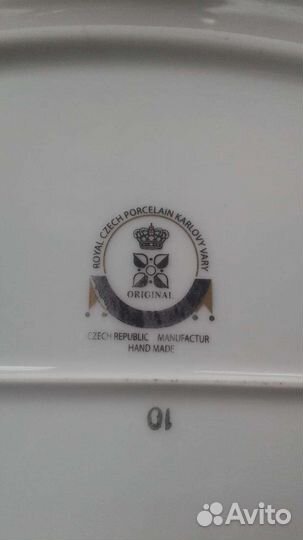 ROYAL CZECH PORCELAIN KARLOVY VARY
ORIGINAL
CZECH REPUBLIC MANUFACTUR
HAND MADE
10
Avito